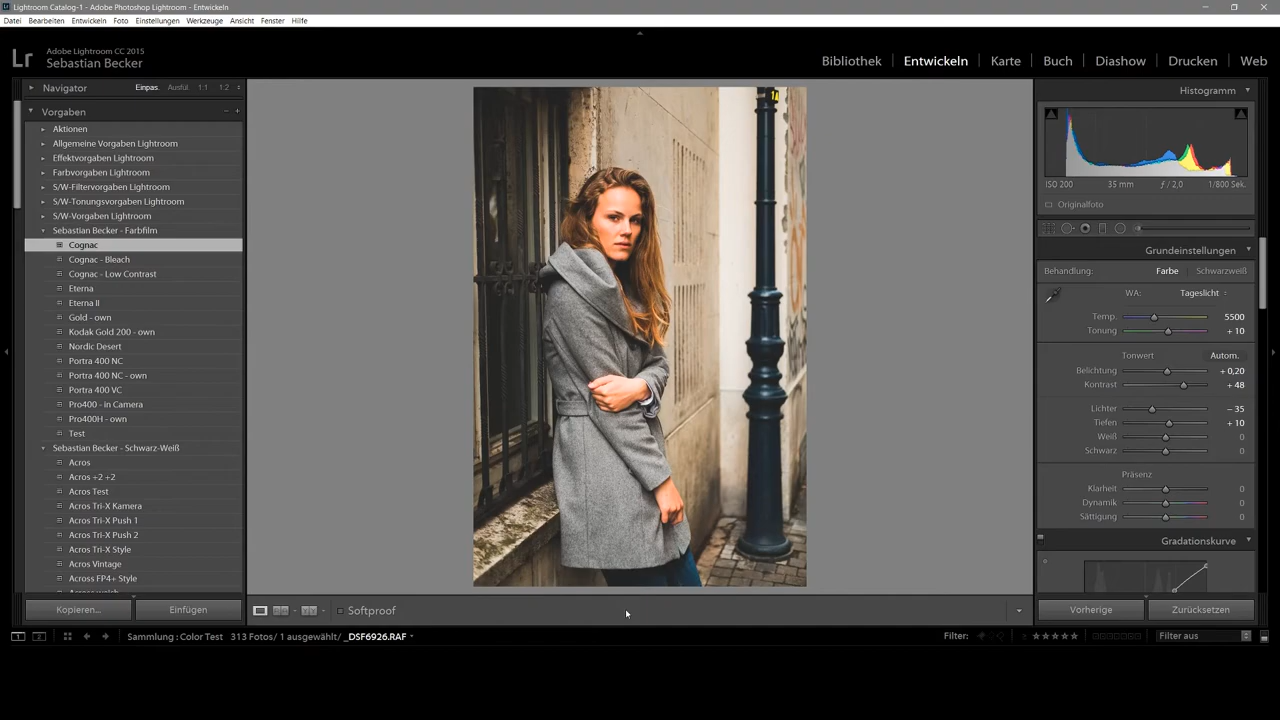 Lightroom Catalog-1 - Adobe Photoshop Lightroom - Entwickeln
Datei Bearbeiten Entwickeln Foto Einstellungen Werkzeuge Ansicht Fenster Hilfe
Lr Adobe Lightroom CC 2015
Sebastian Becker
Bibliothek Entwickeln Karte Buch Diashow Drucken Web
Navigator Einpas. Ausfül. 1:1 1:2
Vorgaben
Aktionen
Allgemeine Vorgaben Lightroom
Effektvorgaben Lightroom
Farbvorgaben Lightroom
S/W-Filtervorgaben Lightroom
S/W-Tonungsvorgaben Lightroom
S/W-Vorgaben Lightroom
Sebastian Becker - Farbfilm
Cognac
Cognac - Bleach
Cognac - Low Contrast
Eterna
Eterna II
Gold - own
Kodak Gold 200 - own
Nordic Desert
Portra 400 NC
Portra 400 NC - own
Portra 400 VC
Pro400 - in Camera
Pro400H - own
Test
Sebastian Becker - Schwarz-Weiß
Acros
Acros +2 +2
Acros Test
Acros Tri-X Kamera
Acros Tri-X Push 1
Acros Tri-X Push 2
Acros Tri-X Style
Acros Vintage
Across FP4+ Style
Kopieren... Einfügen
Softproof
Histogramm
ISO 200 35 mm ƒ / 2,0 1/800 Sek.
Originalfoto
Grundeinstellungen
Behandlung: Farbe Schwarzweiß
WA: Tageslicht
Temp. 5500
Tonung + 10
Tonwert Autom.
Belichtung + 0,20
Kontrast + 48
Lichter – 35
Tiefen + 10
Weiß 0
Schwarz 0
Präsenz
Klarheit 0
Dynamik 0
Sättigung 0
Gradationskurve
Vorherige Zurücksetzen
1 2 Sammlung : Color Test 313 Fotos/ 1 ausgewählt/ _DSF6926.RAF
Filter: Filter aus